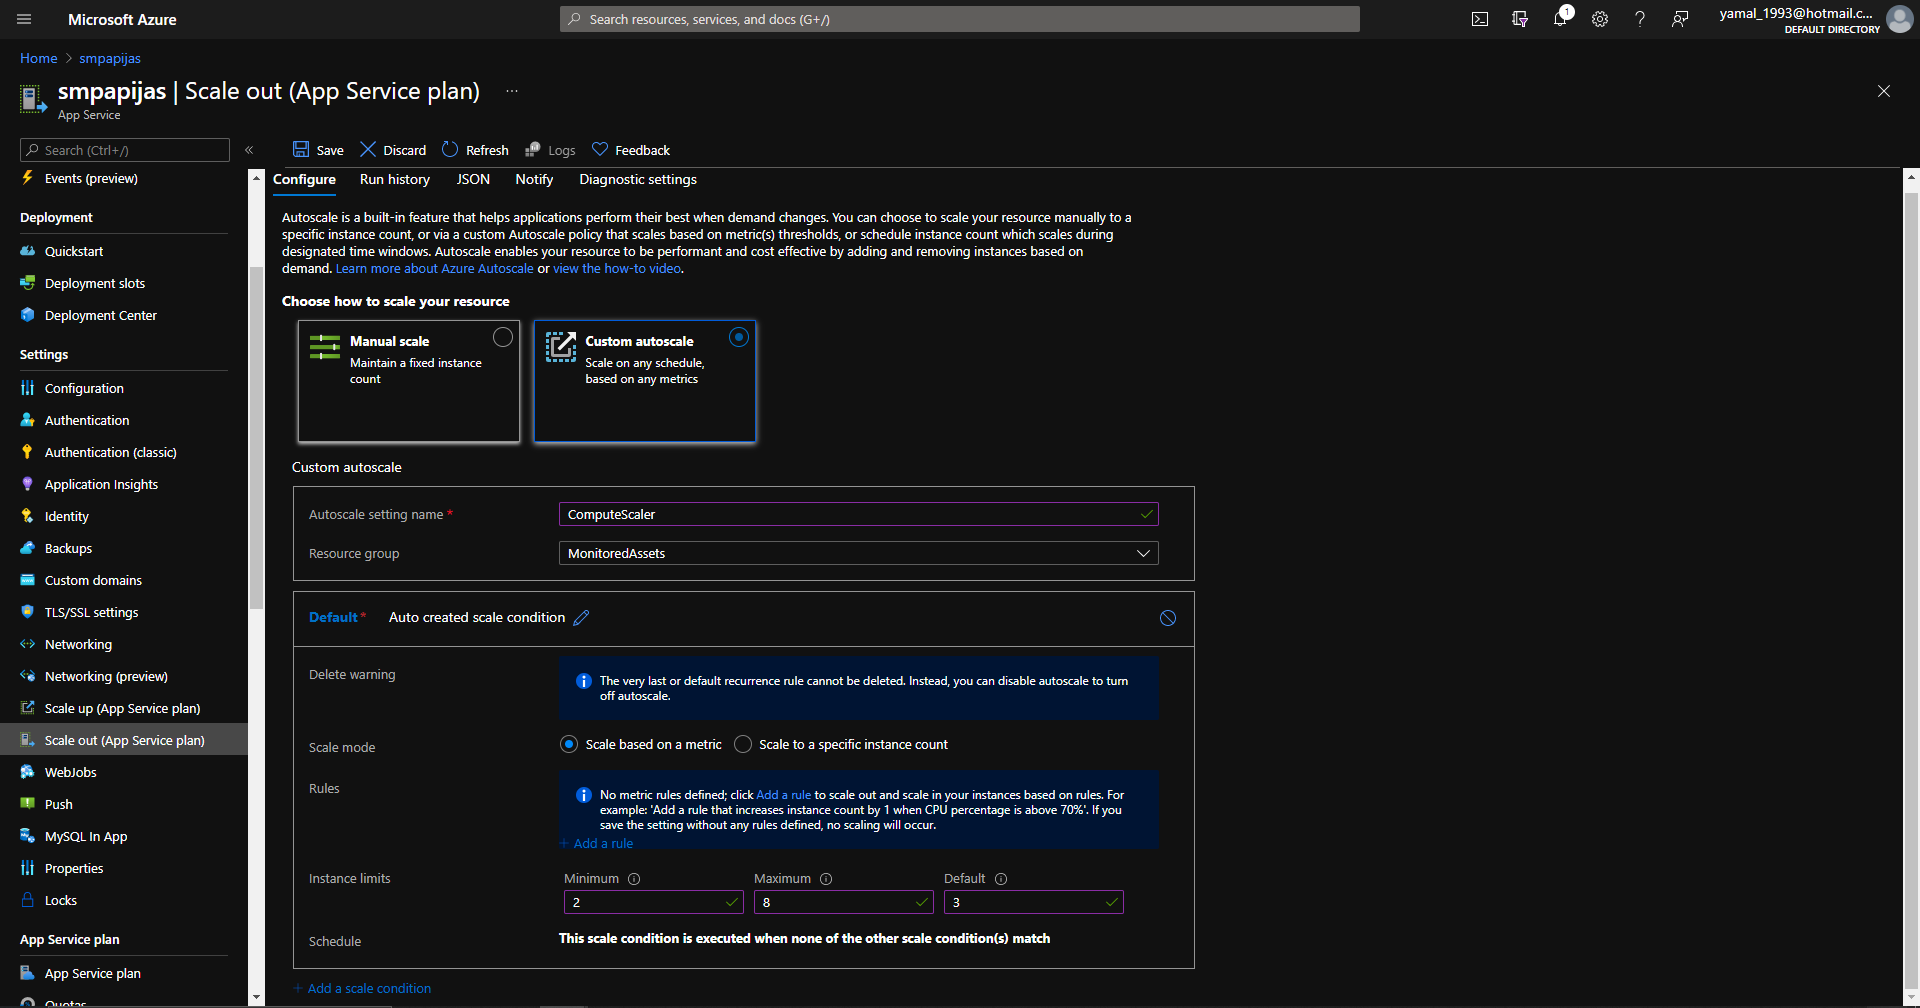 Microsoft Azure
Search resources, services, and docs (G+/)
1
yamal_1993@hotmail.c...
DEFAULT DIRECTORY
Home > smpapijas
smpapijas | Scale out (App Service plan) ...
App Service
Search (Ctrl+/)
«
Events (preview)
Deployment
Quickstart
Deployment slots
Deployment Center
Settings
Configuration
Authentication
Authentication (classic)
Application Insights
Identity
Backups
Custom domains
TLS/SSL settings
Networking
Networking (preview)
Scale up (App Service plan)
Scale out (App Service plan)
WebJobs
Push
MySQL In App
Properties
Locks
App Service plan
App Service plan
Quotas
Save Discard Refresh Logs Feedback
Configure Run history JSON Notify Diagnostic settings
Autoscale is a built-in feature that helps applications perform their best when demand changes. You can choose to scale your resource manually to a
specific instance count, or via a custom Autoscale policy that scales based on metric(s) thresholds, or schedule instance count which scales during
designated time windows. Autoscale enables your resource to be performant and cost effective by adding and removing instances based on
demand. Learn more about Azure Autoscale or view the how-to video.
Choose how to scale your resource
Manual scale
Maintain a fixed instance
count
Custom autoscale
Scale on any schedule,
based on any metrics
Custom autoscale
Autoscale setting name * ComputeScaler
Resource group MonitoredAssets
Default* Auto created scale condition
Delete warning
The very last or default recurrence rule cannot be deleted. Instead, you can disable autoscale to turn
off autoscale.
Scale mode Scale based on a metric Scale to a specific instance count
Rules
No metric rules defined; click Add a rule to scale out and scale in your instances based on rules. For
example: 'Add a rule that increases instance count by 1 when CPU percentage is above 70%'. If you
save the setting without any rules defined, no scaling will occur.
+ Add a rule
Instance limits Minimum Maximum Default
2 8 3
Schedule This scale condition is executed when none of the other scale condition(s) match
+ Add a scale condition